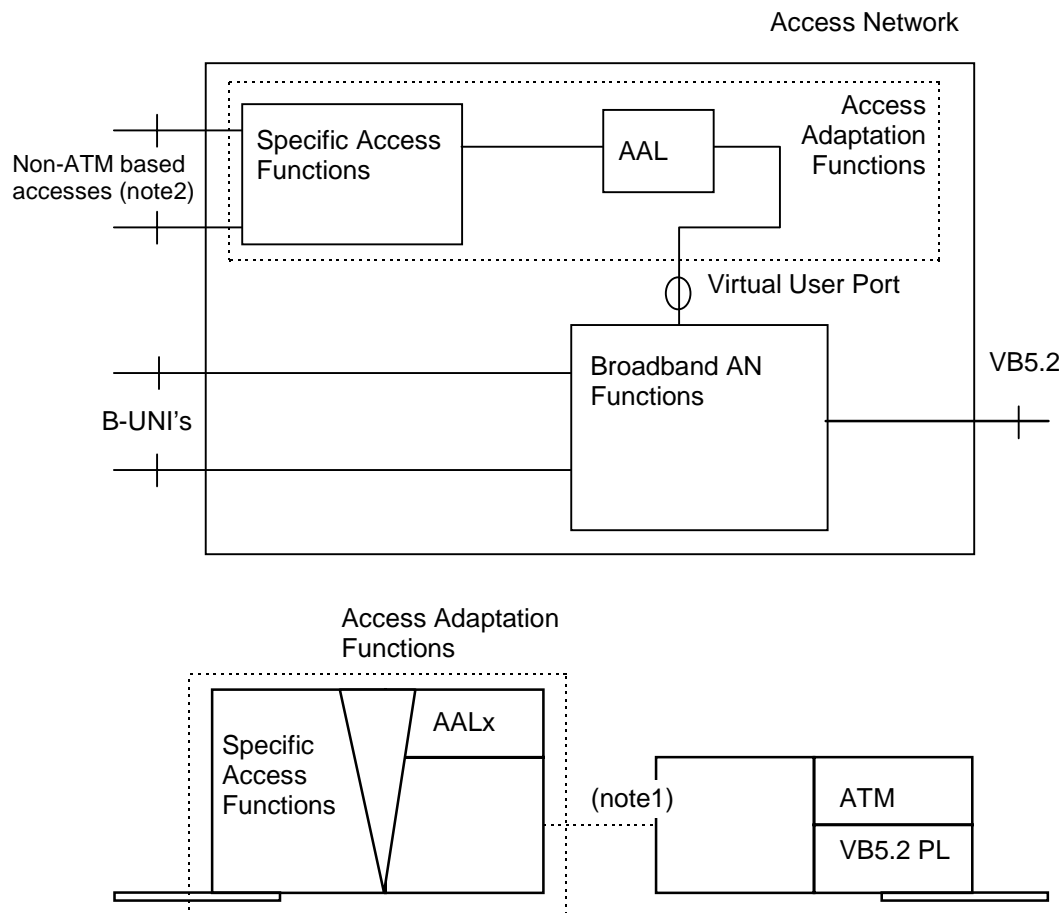 Access Network
Specific Access
Functions
AAL
Access
Adaptation
Functions
Non-ATM based
accesses (note2)
Virtual User Port
Broadband AN
Functions
VB5.2
B-UNI's
Access Adaptation
Functions
Specific
Access
Functions
AALx
(note1)
ATM
VB5.2 PL